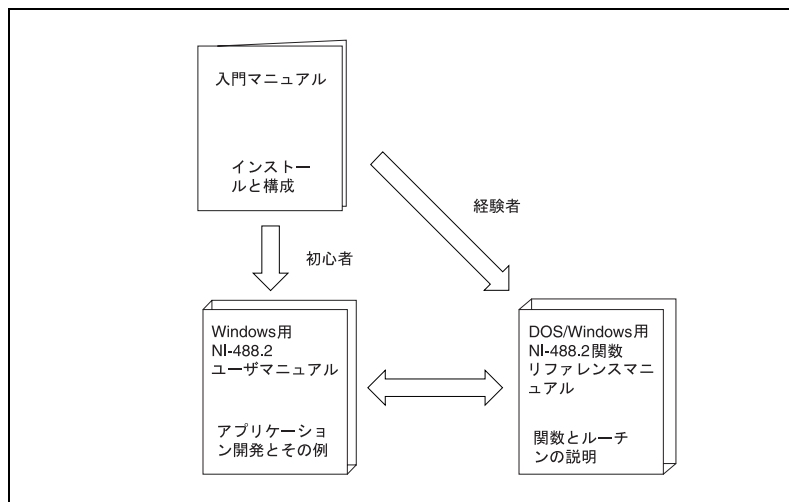 入門マニュアル
インストー
ルと構成
経験者
初心者
Windows用
NI-488.2
ユーザマニュアル
アプリケーショ
ン開発とその例
DOS/Windows用
NI-488.2関数
リファレンスマニ
ュアル
関数とルーチ
ンの説明